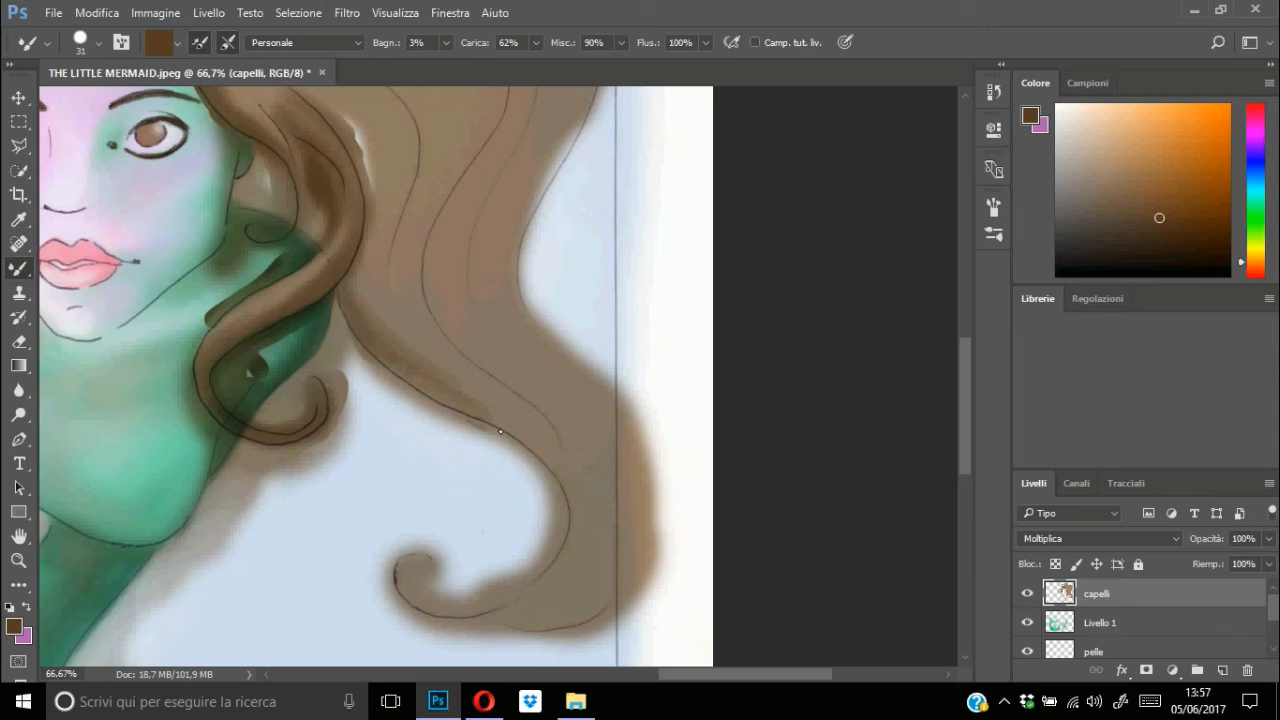 Ps File Modifica Immagine Livello Testo Selezione Filtro Visualizza Finestra Aiuto
31 Personale Bagn.: 3% Carica: 62% Misc.: 90% Flus.: 100% Camp. tut. liv.
THE LITTLE MERMAID.jpeg @ 66,7% (capelli, RGB/8) * ×
Colore Campioni
Librerie Regolazioni
Livelli Canali Tracciati
Tipo
Moltiplica Opacità: 100%
Bloc.: Riemp.: 100%
capelli
Livello 1
pelle
66,67% Doc: 18,7 MB/101,9 MB
Scrivi qui per eseguire la ricerca
Ps
13:57
05/06/2017